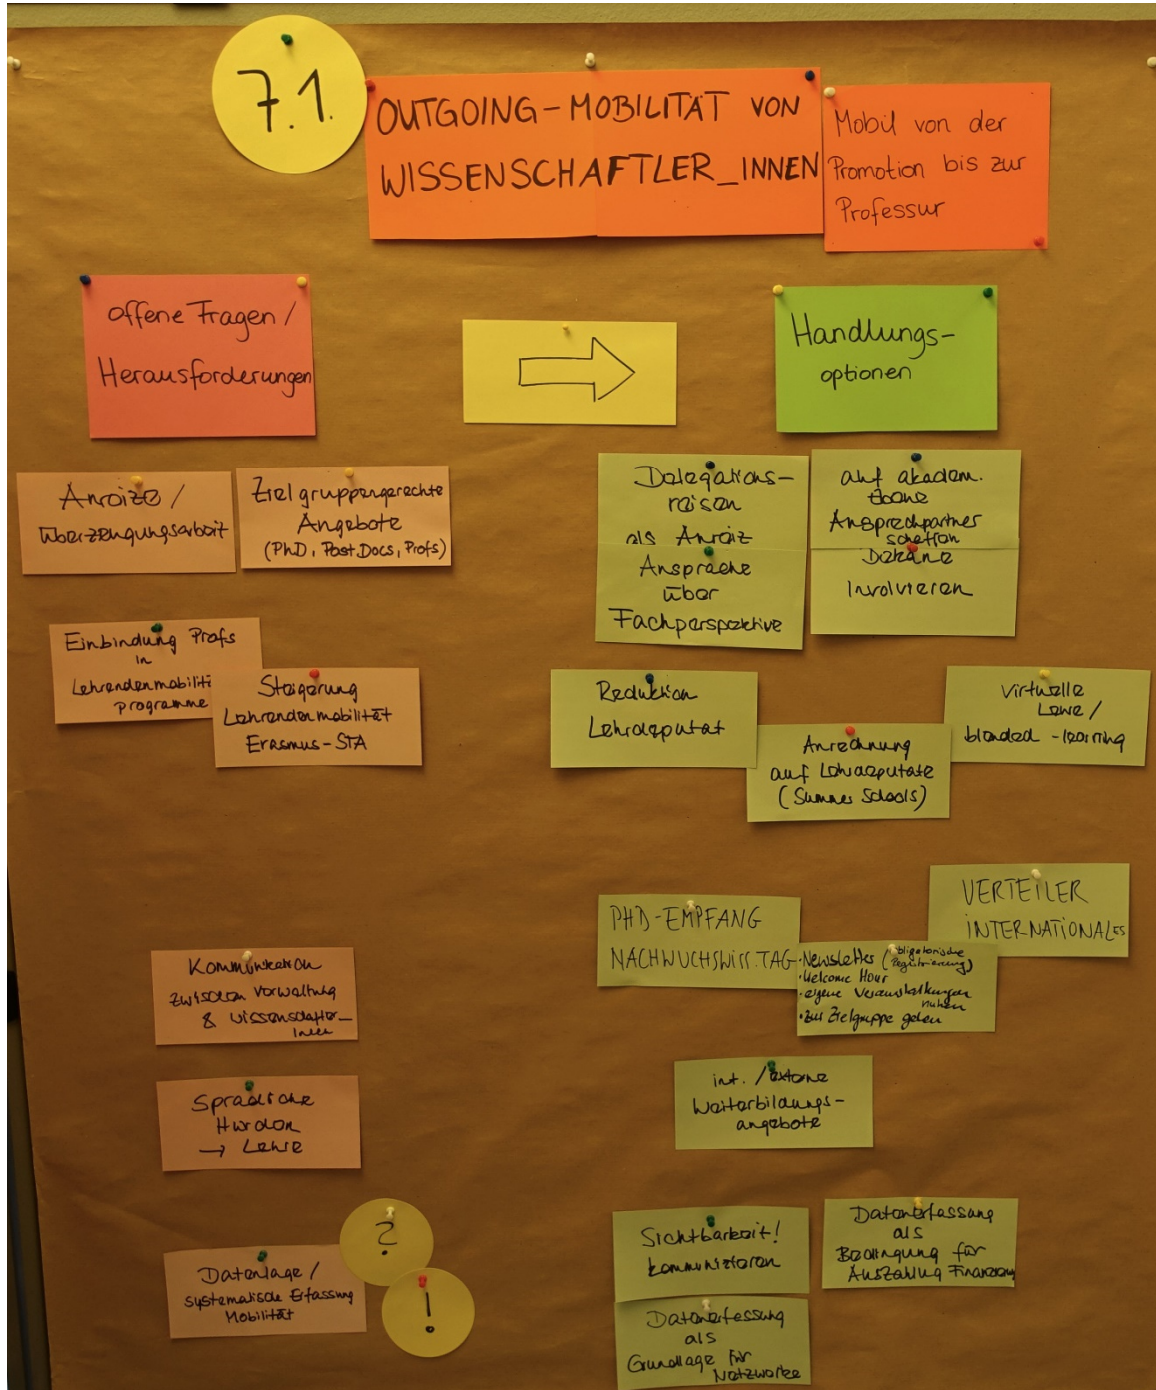 7.1.
OUTGOING-MOBILITÄT VON
WISSENSCHAFTLER_INNEN
Mobil von der
Promotion bis zur
Professur
offene Fragen /
Herausforderungen
Handlungs-
optionen
Anreize /
Überzeugungsarbeit
Zielgruppengerechte
Angebote
(PhD, Post Docs, Profs)
Delegations-
reisen
als Anreiz
Ansprache
über
Fachperspektive
auf akadem.
Ebene
Ansprechpartner
schaffen
Dekane
Involvieren
Einbindung Profs
in
Lehrendenmobilitä
programme
Steigerung
Lehrendenmobilität
Erasmus-STA
Reduktion
Lehrdeputat
Anrechnung
auf Lehrdeputate
(Summer Schools)
Virtuelle
Lehre /
blended-learning
PHD-EMPFANG
NACHWUCHSWISS.TAG
VERTEILER
INTERNATIONALES
·Newsletter (obligatorische
Registrierung)
·Welcome Hour
·eigene Veranstaltungen
nutzen
·zur Zielgruppe gehen
Kommunikation
zwischen Verwaltung
& Wissenschaftler_
Innen
Sprachliche
Hürden
→ Lehre
int. /externe
Weiterbildungs-
angebote
Datenlage /
systematische Erfassung
Mobilität
?
!
Sichtbarkeit!
kommunizieren
Datenerfassung
als
Grundlage für
Netzwerke
Datenerfassung
als
Bedingung für
Auszahlung Finanzierung